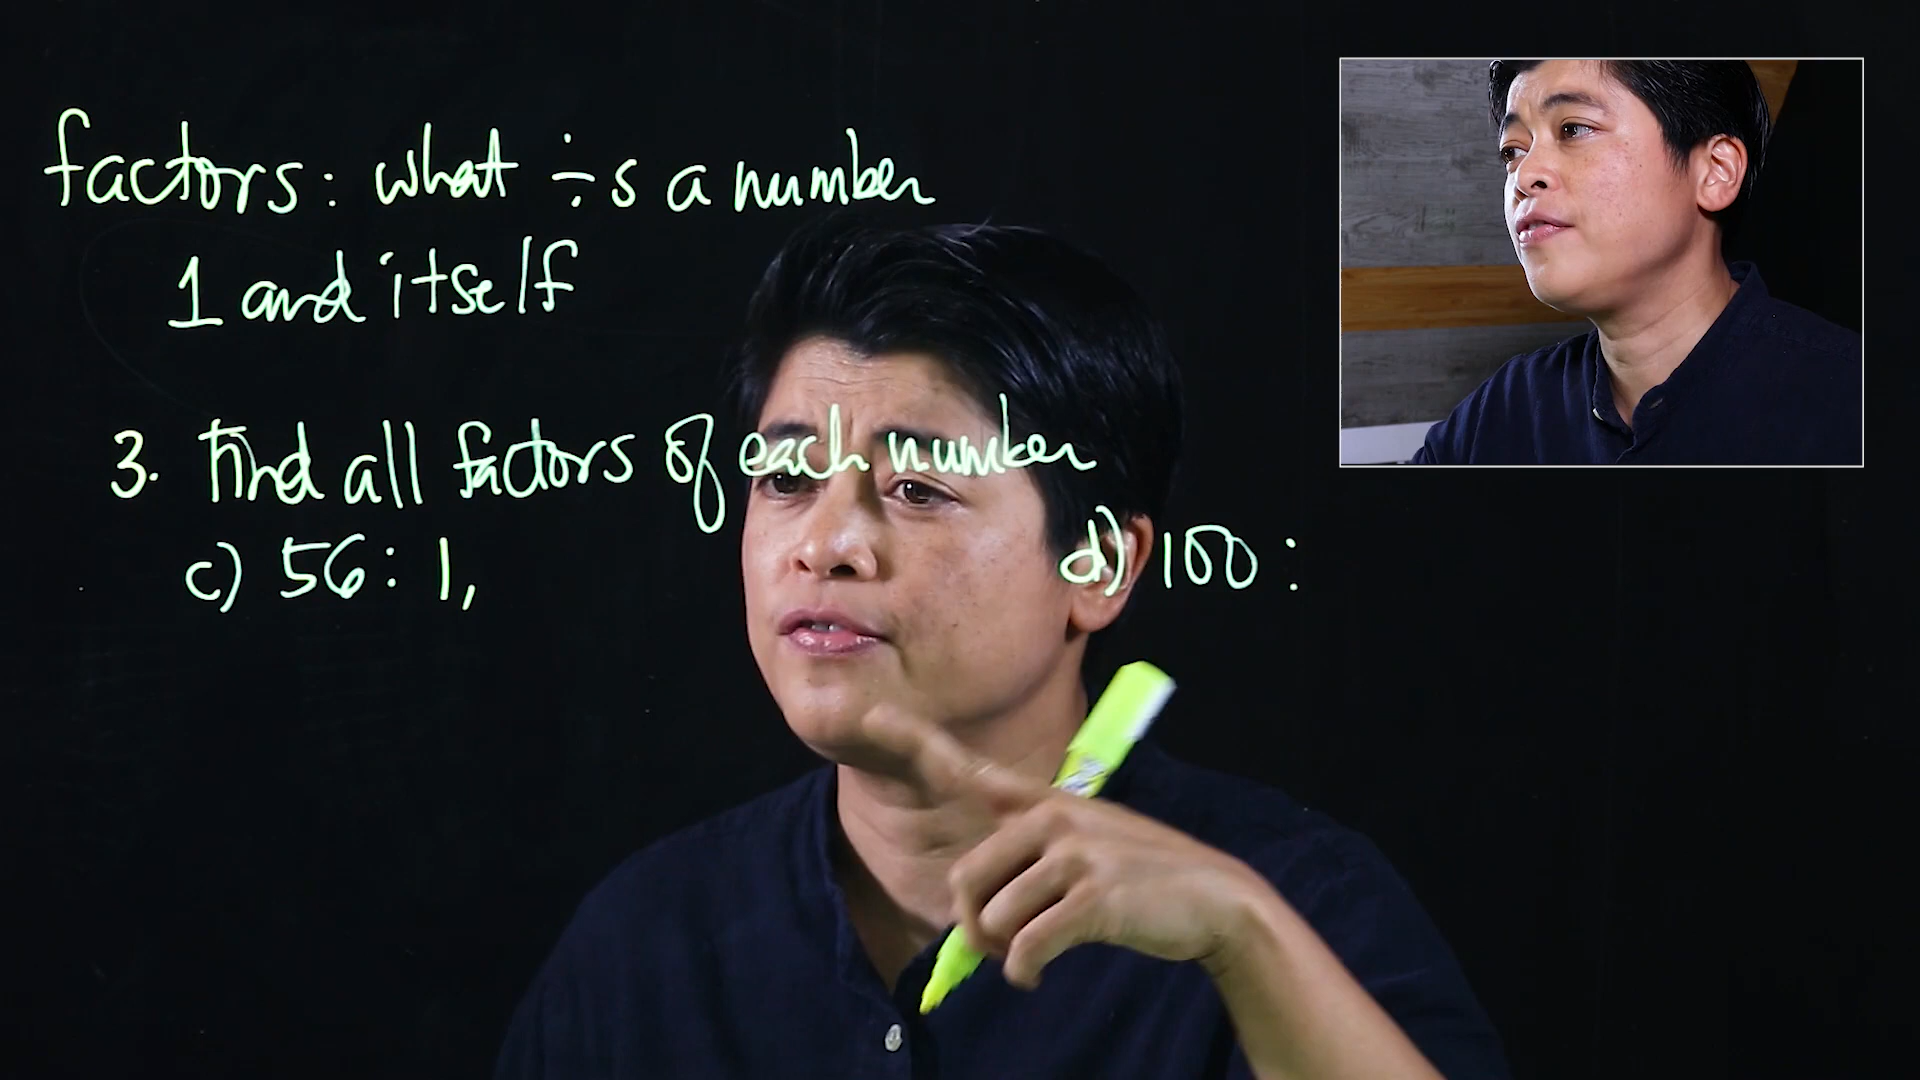 factors: what ÷s a number
1 and itself
3. Find all factors of each number
c) 56: 1,
d) 100: